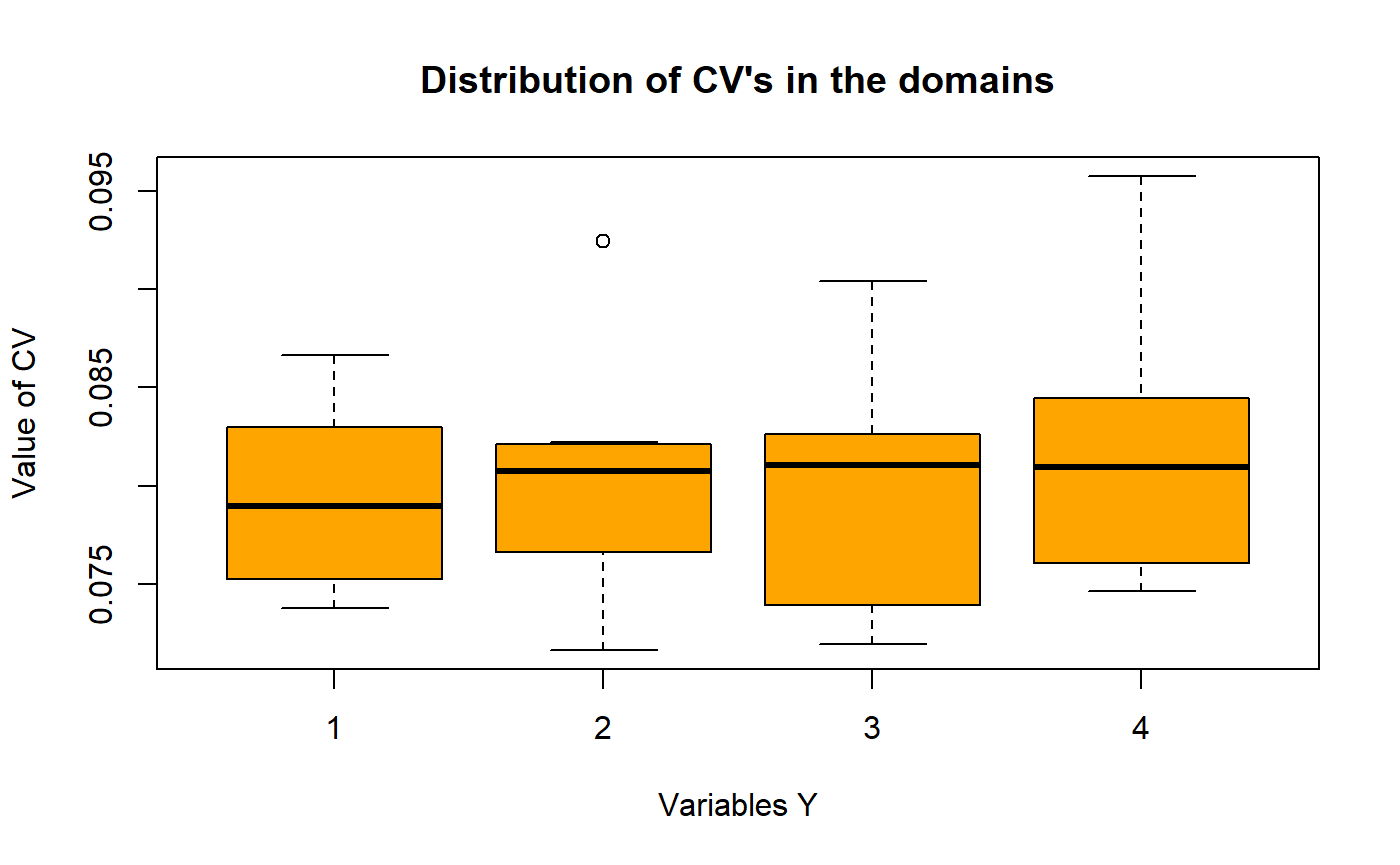 Distribution of CV's in the domains
Value of CV
0.095
0.085
0.075
1 2 3 4
Variables Y